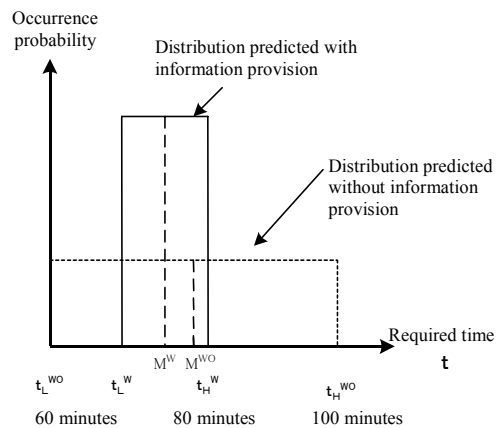 Occurrence
probability
Distribution predicted with
information provision
Distribution predicted
without information
provision
Required time
t
M^W M^WO
t_L^WO t_L^W t_H^W t_H^WO
60 minutes 80 minutes 100 minutes